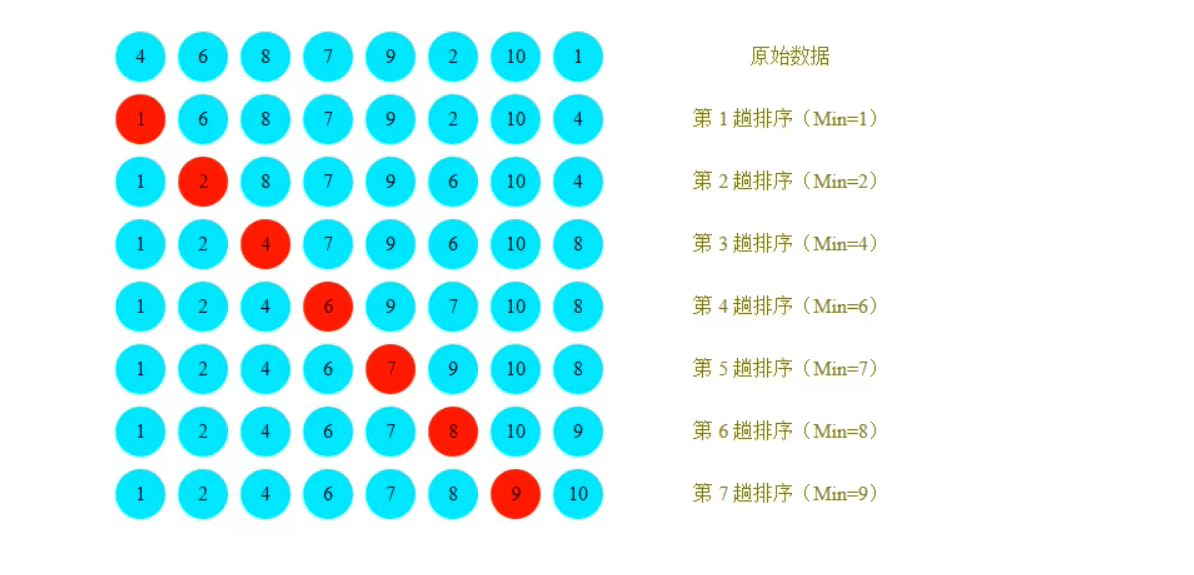 4 6 8 7 9 2 10 1 原始数据
1 6 8 7 9 2 10 4 第 1 趟排序（Min=1）
1 2 8 7 9 6 10 4 第 2 趟排序（Min=2）
1 2 4 7 9 6 10 8 第 3 趟排序（Min=4）
1 2 4 6 9 7 10 8 第 4 趟排序（Min=6）
1 2 4 6 7 9 10 8 第 5 趟排序（Min=7）
1 2 4 6 7 8 10 9 第 6 趟排序（Min=8）
1 2 4 6 7 8 9 10 第 7 趟排序（Min=9）